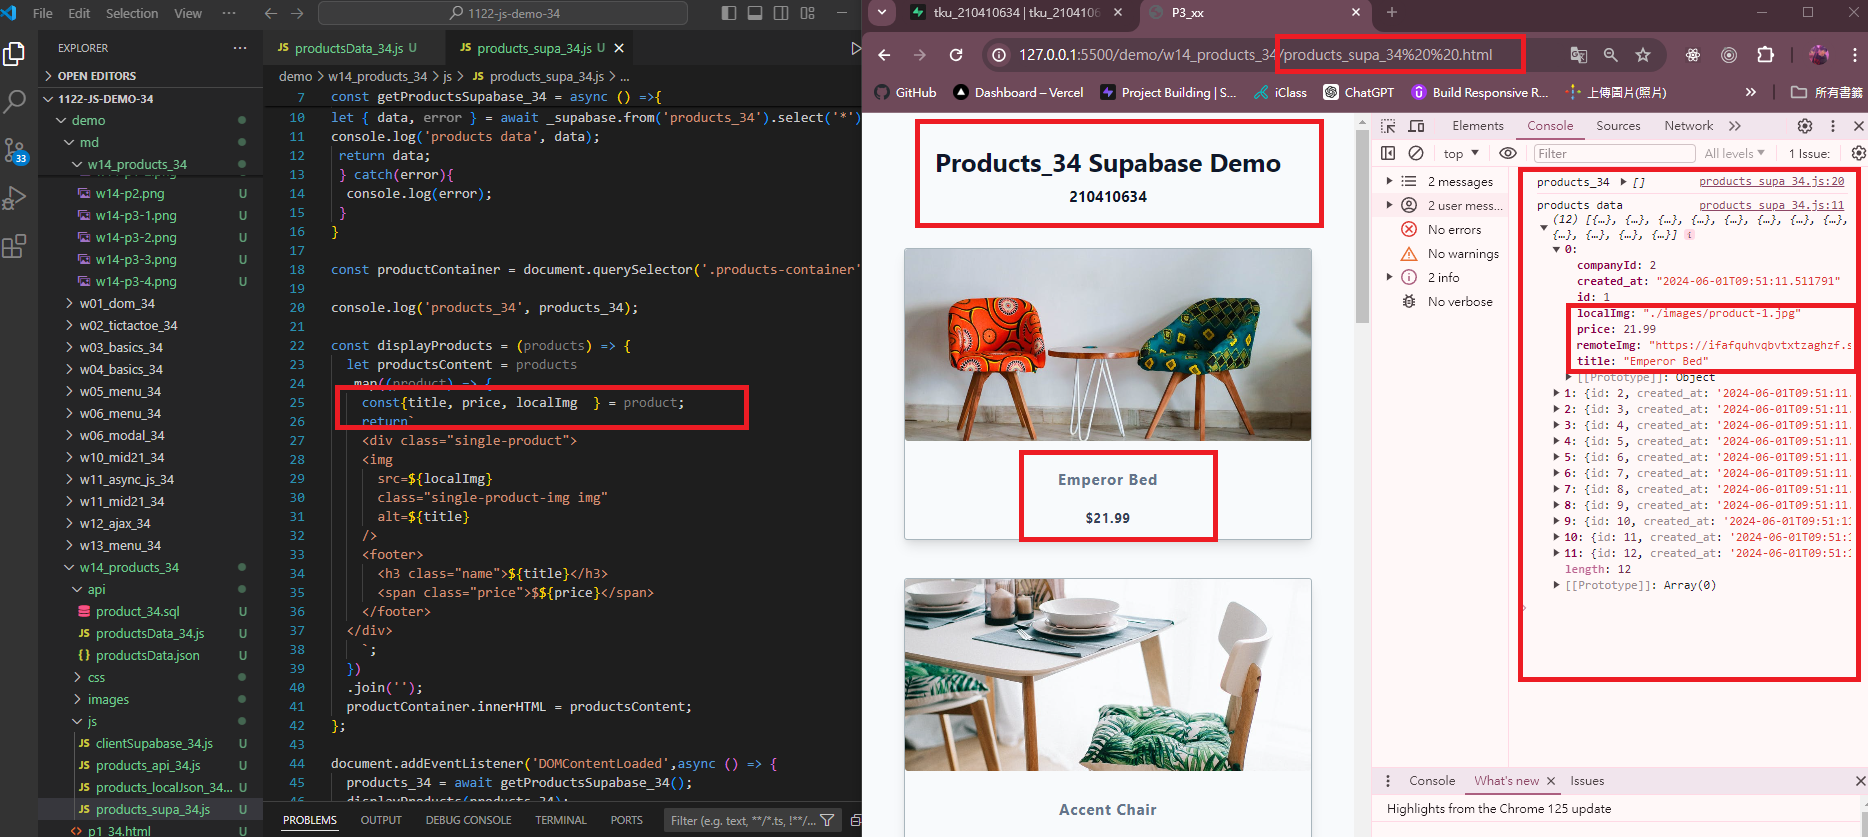 File Edit Selection View ···
1122-js-demo-34
EXPLORER
OPEN EDITORS
1122-JS-DEMO-34
demo
md
w14_products_34
w14-p2.png U
w14-p3-1.png U
w14-p3-2.png U
w14-p3-3.png U
w14-p3-4.png U
w01_dom_34
w02_tictactoe_34
w03_basics_34
w04_basics_34
w05_menu_34
w06_menu_34
w06_modal_34
w10_mid21_34
w11_async_js_34
w11_mid21_34
w12_ajax_34
w13_menu_34
w14_products_34
api
product_34.sql U
productsData_34.js U
productsData.json U
css
images
js
clientSupabase_34.js U
products_api_34.js U
products_localJson_34... U
products_supa_34.js U
p1_34.html
33
JS productsData_34.js U
JS products_supa_34.js U
demo > w14_products_34 > js > JS products_supa_34.js > ...
7 const getProductsSupabase_34 = async () =>{
10 let { data, error } = await _supabase.from('products_34').select('*')
11 console.log('products data', data);
12 return data;
13 } catch(error){
14 console.log(error);
15 }
16 }
17
18 const productContainer = document.querySelector('.products-container'
19
20 console.log('products_34', products_34);
21
22 const displayProducts = (products) => {
23 let productsContent = products
24 .map((product) => {
25 const{title, price, localImg } = product;
26 return`
27 <div class="single-product">
28 <img
29 src=${localImg}
30 class="single-product-img img"
31 alt=${title}
32 />
33 <footer>
34 <h3 class="name">${title}</h3>
35 <span class="price">$${price}</span>
36 </footer>
37 </div>
38 `;
39 })
40 .join('');
41 productContainer.innerHTML = productsContent;
42 };
43
44 document.addEventListener('DOMContentLoaded',async () => {
45 products_34 = await getProductsSupabase_34();
46 displayProducts(products_34);
PROBLEMS OUTPUT DEBUG CONSOLE TERMINAL PORTS
Filter (e.g. text, **/*.ts, !**/...
tku_210410634 | tku_2104106
P3_xx
127.0.0.1:5500/demo/w14_products_34/products_supa_34%20%20.html
GitHub
Dashboard – Vercel
Project Building | S...
iClass
ChatGPT
Build Responsive R...
上傳圖片(照片)
所有書籤
Products_34 Supabase Demo
210410634
Emperor Bed
$21.99
Accent Chair
Elements Console Sources Network
top Filter All levels 1 Issue:
2 messages
2 user mess...
No errors
No warnings
2 info
No verbose
products_34 ▶ [] products_supa_34.js:20
products data products_supa_34.js:11
(12) [{…}, {…}, {…}, {…}, {…}, {…}, {…}, {…},
{…}, {…}, {…}, {…}]
0:
companyId: 2
created_at: "2024-06-01T09:51:11.511791"
id: 1
localImg: "./images/product-1.jpg"
price: 21.99
remoteImg: "https://ifafquhvqbvtxtzaghzf.s
title: "Emperor Bed"
[[Prototype]]: Object
1: {id: 2, created_at: '2024-06-01T09:51:11.
2: {id: 3, created_at: '2024-06-01T09:51:11.
3: {id: 4, created_at: '2024-06-01T09:51:11.
4: {id: 5, created_at: '2024-06-01T09:51:11.
5: {id: 6, created_at: '2024-06-01T09:51:11.
6: {id: 7, created_at: '2024-06-01T09:51:11.
7: {id: 8, created_at: '2024-06-01T09:51:11.
8: {id: 9, created_at: '2024-06-01T09:51:11.
9: {id: 10, created_at: '2024-06-01T09:51:11
10: {id: 11, created_at: '2024-06-01T09:51:1
11: {id: 12, created_at: '2024-06-01T09:51:1
length: 12
[[Prototype]]: Array(0)
Console What's new Issues
Highlights from the Chrome 125 update